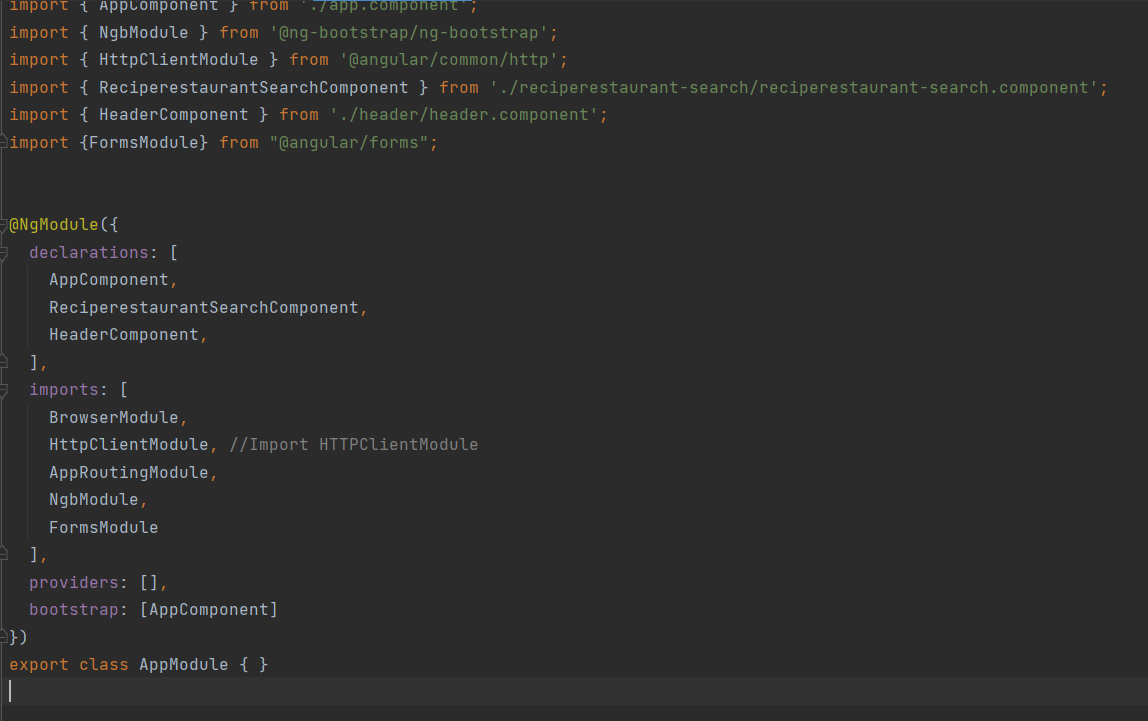 import { AppComponent } from './app.component';
import { NgbModule } from '@ng-bootstrap/ng-bootstrap';
import { HttpClientModule } from '@angular/common/http';
import { ReciperestaurantSearchComponent } from './reciperestaurant-search/reciperestaurant-search.component';
import { HeaderComponent } from './header/header.component';
import {FormsModule} from "@angular/forms";
@NgModule({
  declarations: [
    AppComponent,
    ReciperestaurantSearchComponent,
    HeaderComponent,
  ],
  imports: [
    BrowserModule,
    HttpClientModule, //Import HTTPClientModule
    AppRoutingModule,
    NgbModule,
    FormsModule
  ],
  providers: [],
  bootstrap: [AppComponent]
})
export class AppModule { }